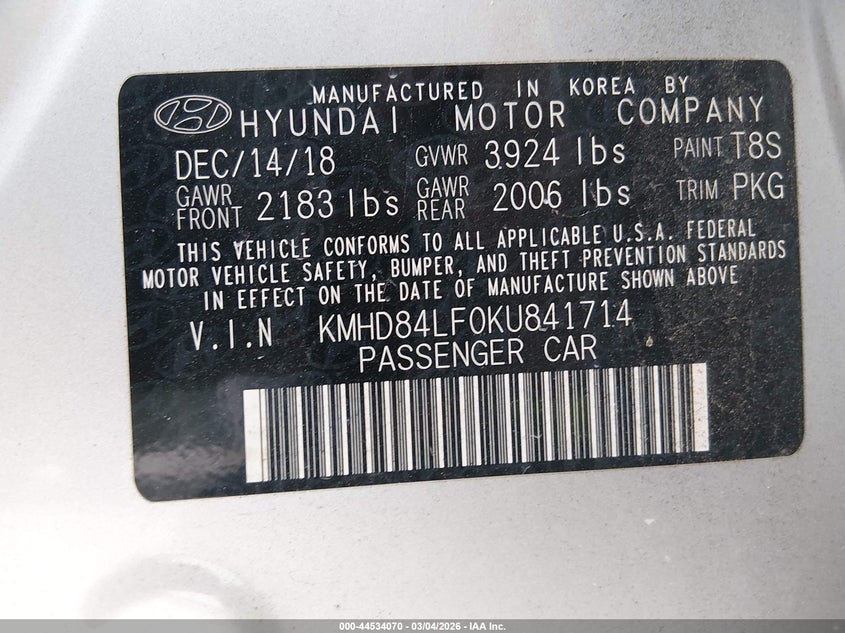 MANUFACTURED IN KOREA BY
HYUNDAI MOTOR COMPANY
DEC/14/18 GVWR 3924 lbs PAINT T8S
GAWR FRONT 2183 lbs GAWR REAR 2006 lbs TRIM PKG
THIS VEHICLE CONFORMS TO ALL APPLICABLE U.S.A. FEDERAL
MOTOR VEHICLE SAFETY, BUMPER, AND THEFT PREVENTION STANDARDS
IN EFFECT ON THE DATE OF MANUFACTURE SHOWN ABOVE
V.I.N KMHD84LF0KU841714
PASSENGER CAR
000-44534070 - 03/04/2026 - IAA Inc.